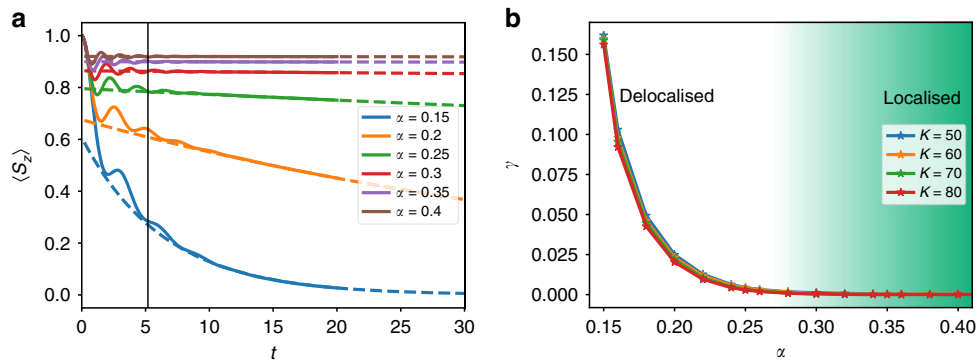 a
1.0
0.8
0.6
0.4
0.2
0.0
⟨S_z⟩
0
5
10
15
20
25
30
t
α = 0.15
α = 0.2
α = 0.25
α = 0.3
α = 0.35
α = 0.4
b
0.150
0.125
0.100
0.075
0.050
0.025
0.000
γ
0.15
0.20
0.25
0.30
0.35
0.40
α
Delocalised
Localised
K = 50
K = 60
K = 70
K = 80